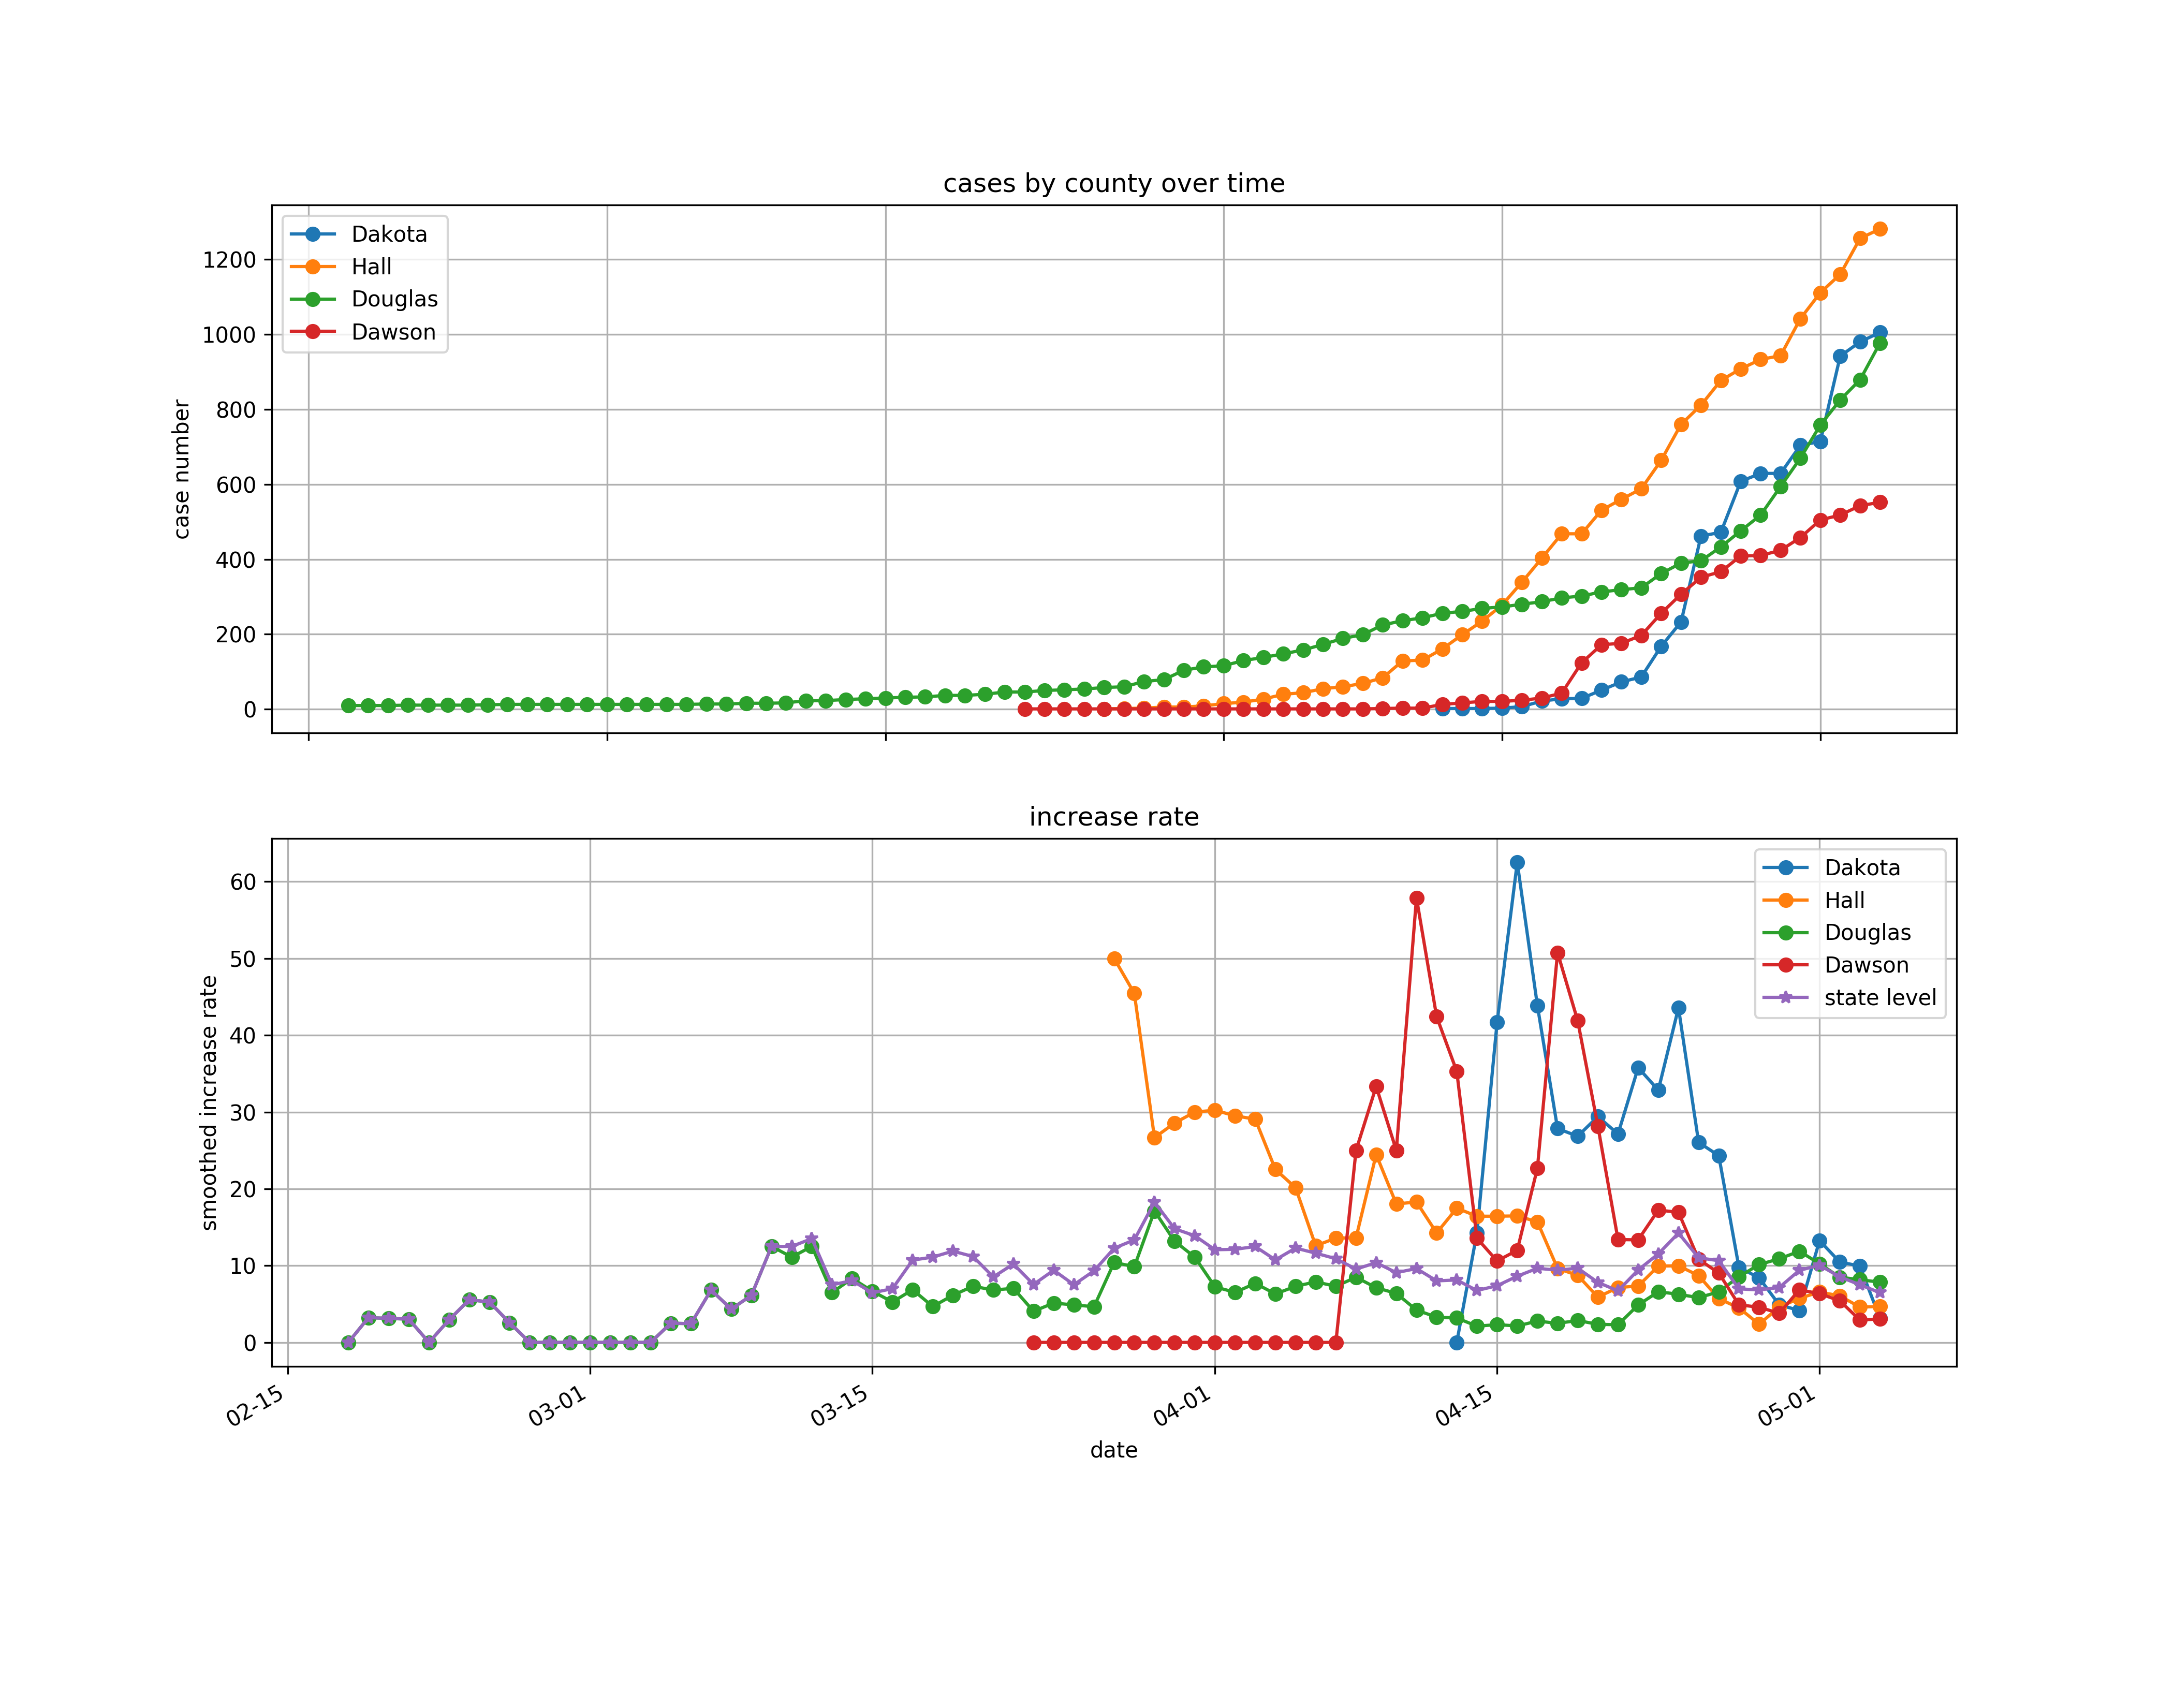 cases by county over time
Dakota
Hall
Douglas
Dawson
1200
1000
800
600
400
200
0
case number
increase rate
Dakota
Hall
Douglas
Dawson
state level
60
50
40
30
20
10
0
smoothed increase rate
02-15
03-01
03-15
04-01
04-15
05-01
date